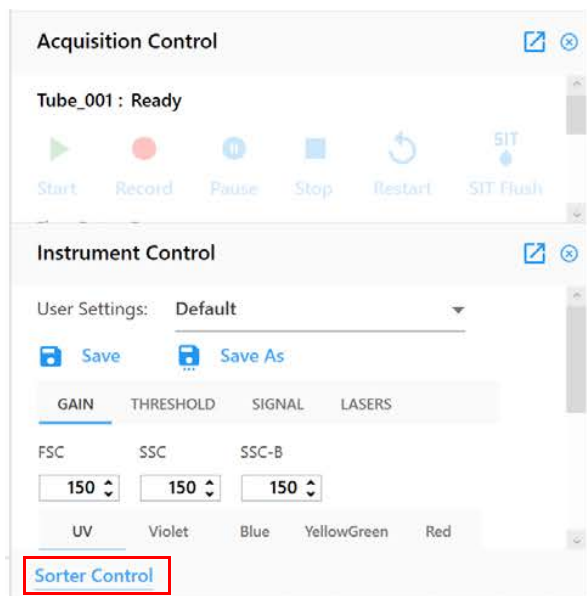 Acquisition Control
Tube_001 : Ready
SIT
Start Record Pause Stop Restart SIT Flush
Instrument Control
User Settings: Default
Save Save As
GAIN THRESHOLD SIGNAL LASERS
FSC SSC SSC-B
150 150 150
UV Violet Blue YellowGreen Red
Sorter Control